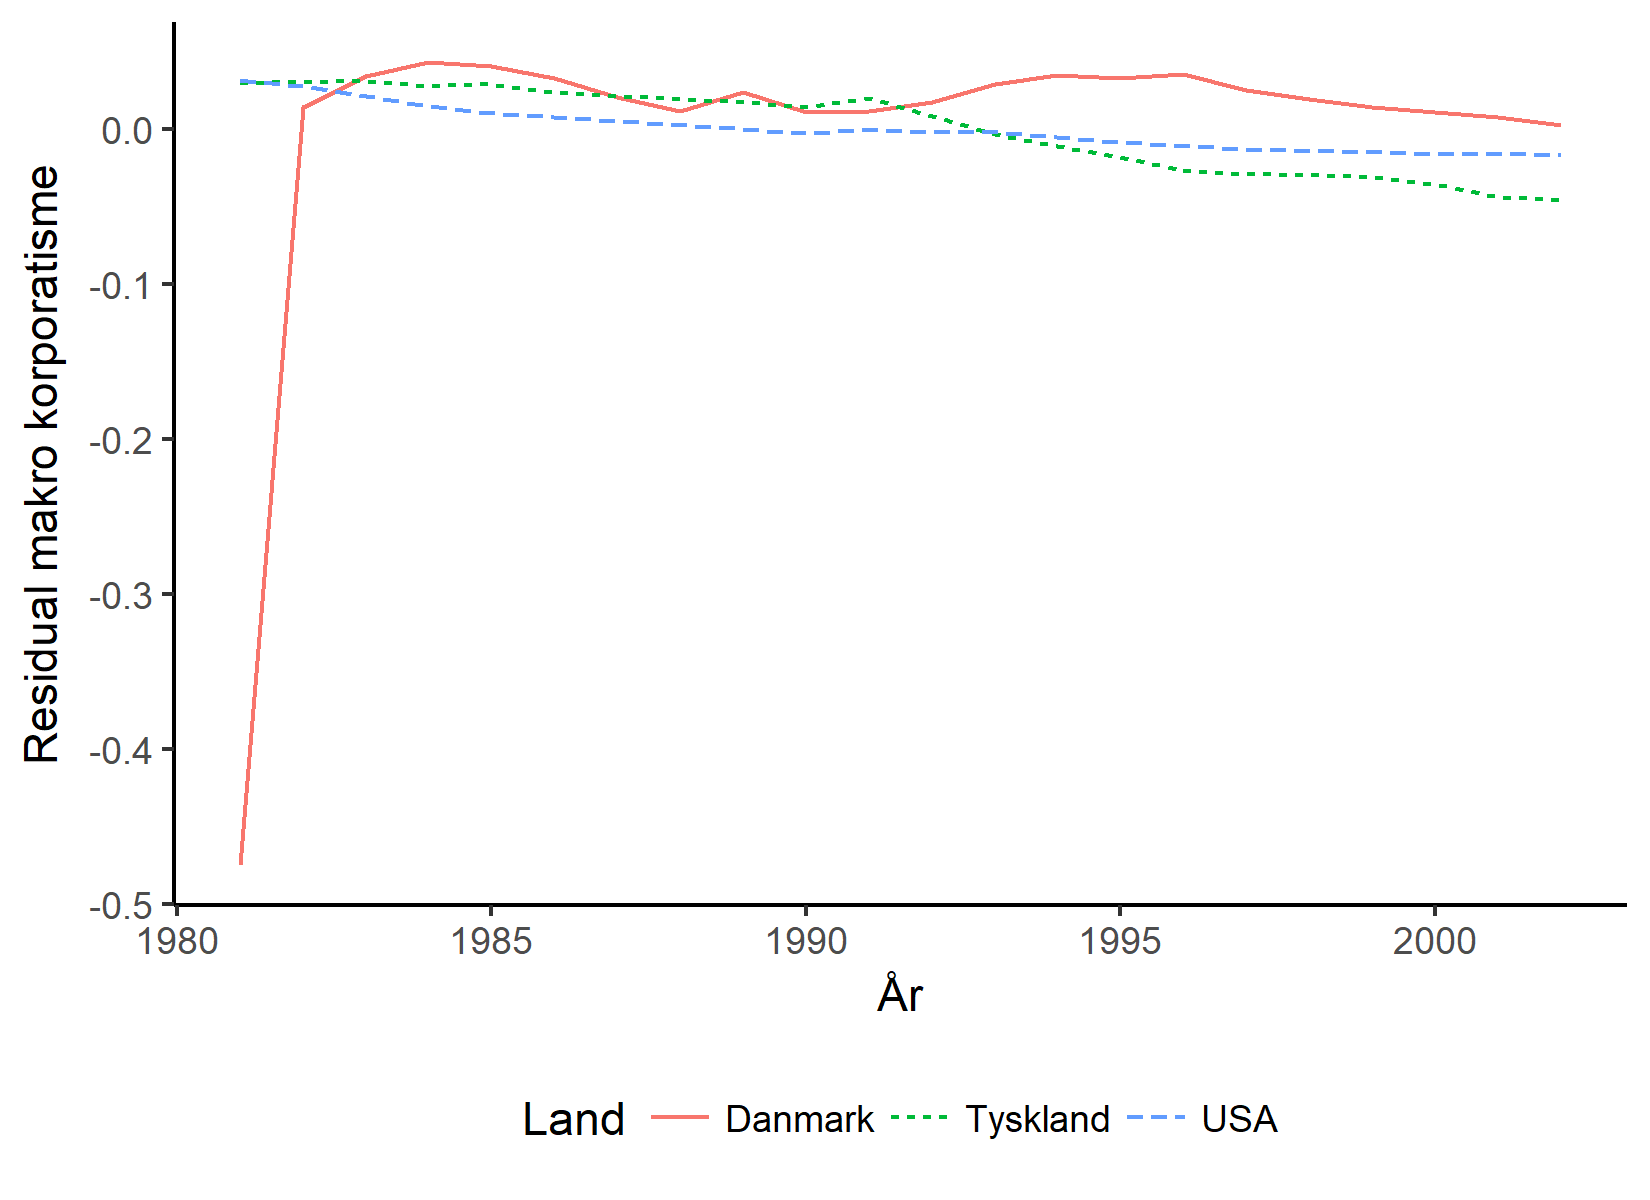 Residual makro korporatisme
0.0
-0.1
-0.2
-0.3
-0.4
-0.5
1980 1985 1990 1995 2000
År
Land Danmark Tyskland USA